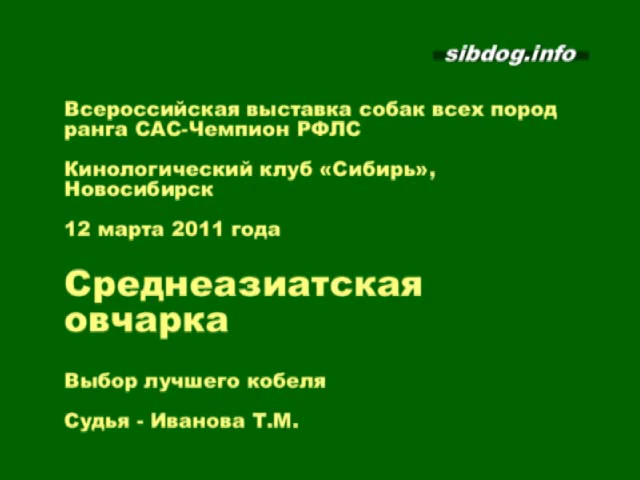 sibdog.info
Всероссийская выставка собак всех пород
ранга САС-Чемпион РФЛС
Кинологический клуб «Сибирь»,
Новосибирск
12 марта 2011 года
Среднеазиатская
овчарка
Выбор лучшего кобеля
Судья - Иванова Т.М.